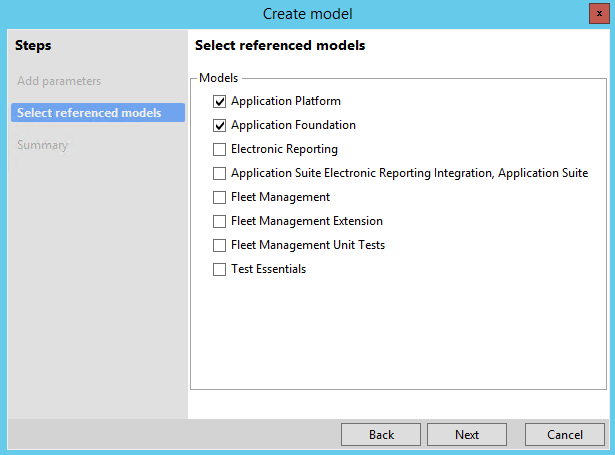 Create model
x
Steps
Add parameters
Select referenced models
Summary
Select referenced models
Models
Application Platform
Application Foundation
Electronic Reporting
Application Suite Electronic Reporting Integration, Application Suite
Fleet Management
Fleet Management Extension
Fleet Management Unit Tests
Test Essentials
Back
Next
Cancel